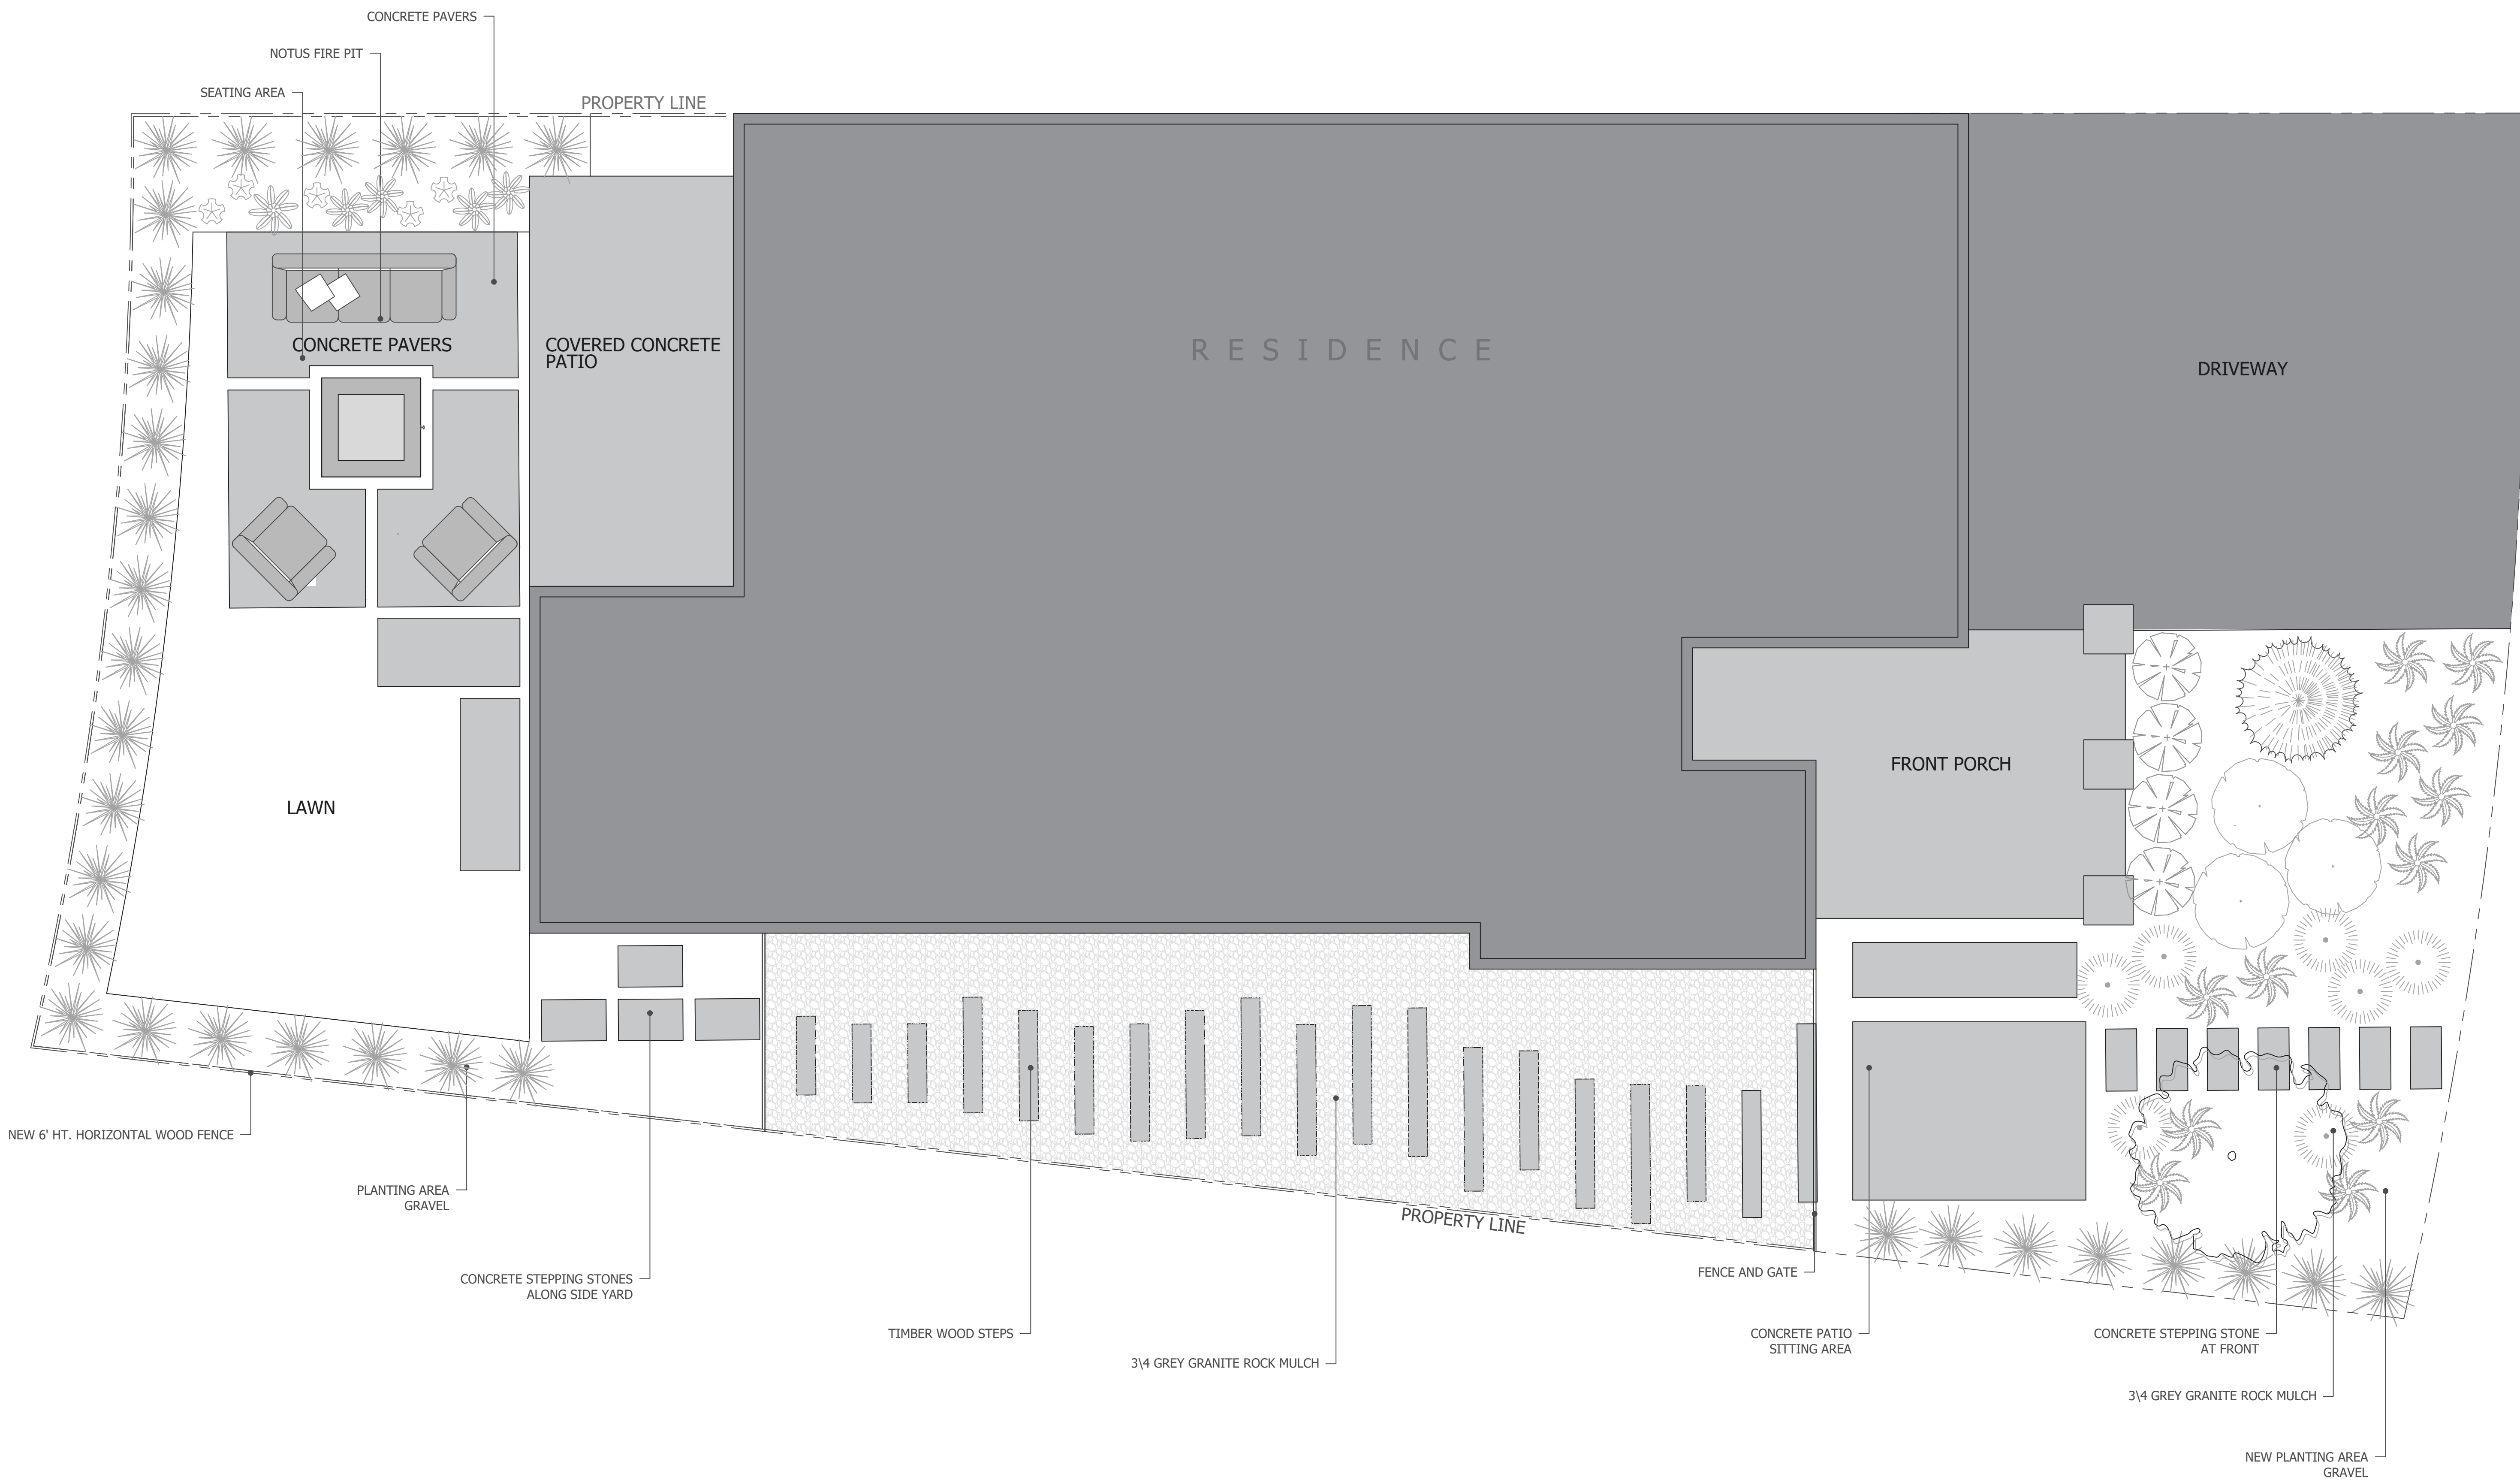 CONCRETE PAVERS
NOTUS FIRE PIT
SEATING AREA
PROPERTY LINE
RESIDENCE
CONCRETE PAVERS
COVERED CONCRETE
PATIO
DRIVEWAY
FRONT PORCH
LAWN
NEW 6' HT. HORIZONTAL WOOD FENCE
PLANTING AREA
GRAVEL
PROPERTY LINE
CONCRETE STEPPING STONES
ALONG SIDE YARD
FENCE AND GATE
TIMBER WOOD STEPS
3\4 GREY GRANITE ROCK MULCH
CONCRETE PATIO
SITTING AREA
CONCRETE STEPPING STONE
AT FRONT
3\4 GREY GRANITE ROCK MULCH
NEW PLANTING AREA
GRAVEL